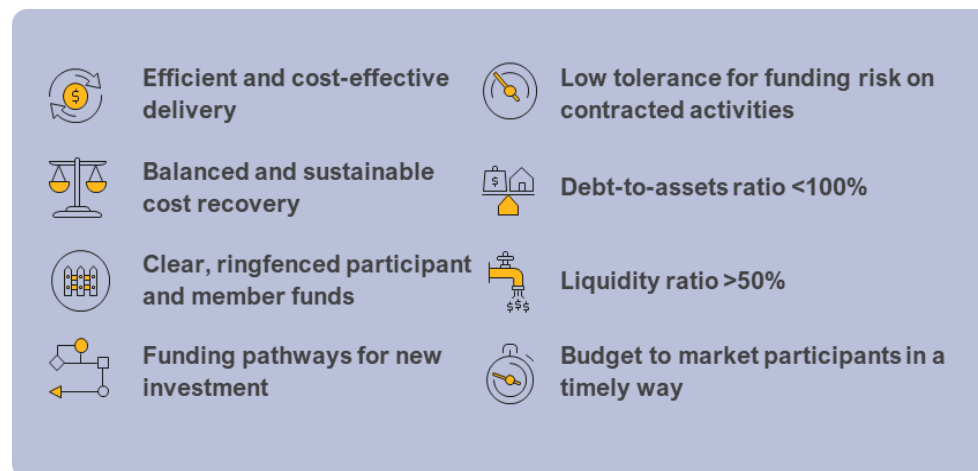 Efficient and cost-effective
delivery
Balanced and sustainable
cost recovery
Clear, ringfenced participant
and member funds
Funding pathways for new
investment
Low tolerance for funding risk on
contracted activities
$
Debt-to-assets ratio <100%
Liquidity ratio >50%
$$$
Budget to market participants in a
timely way
$